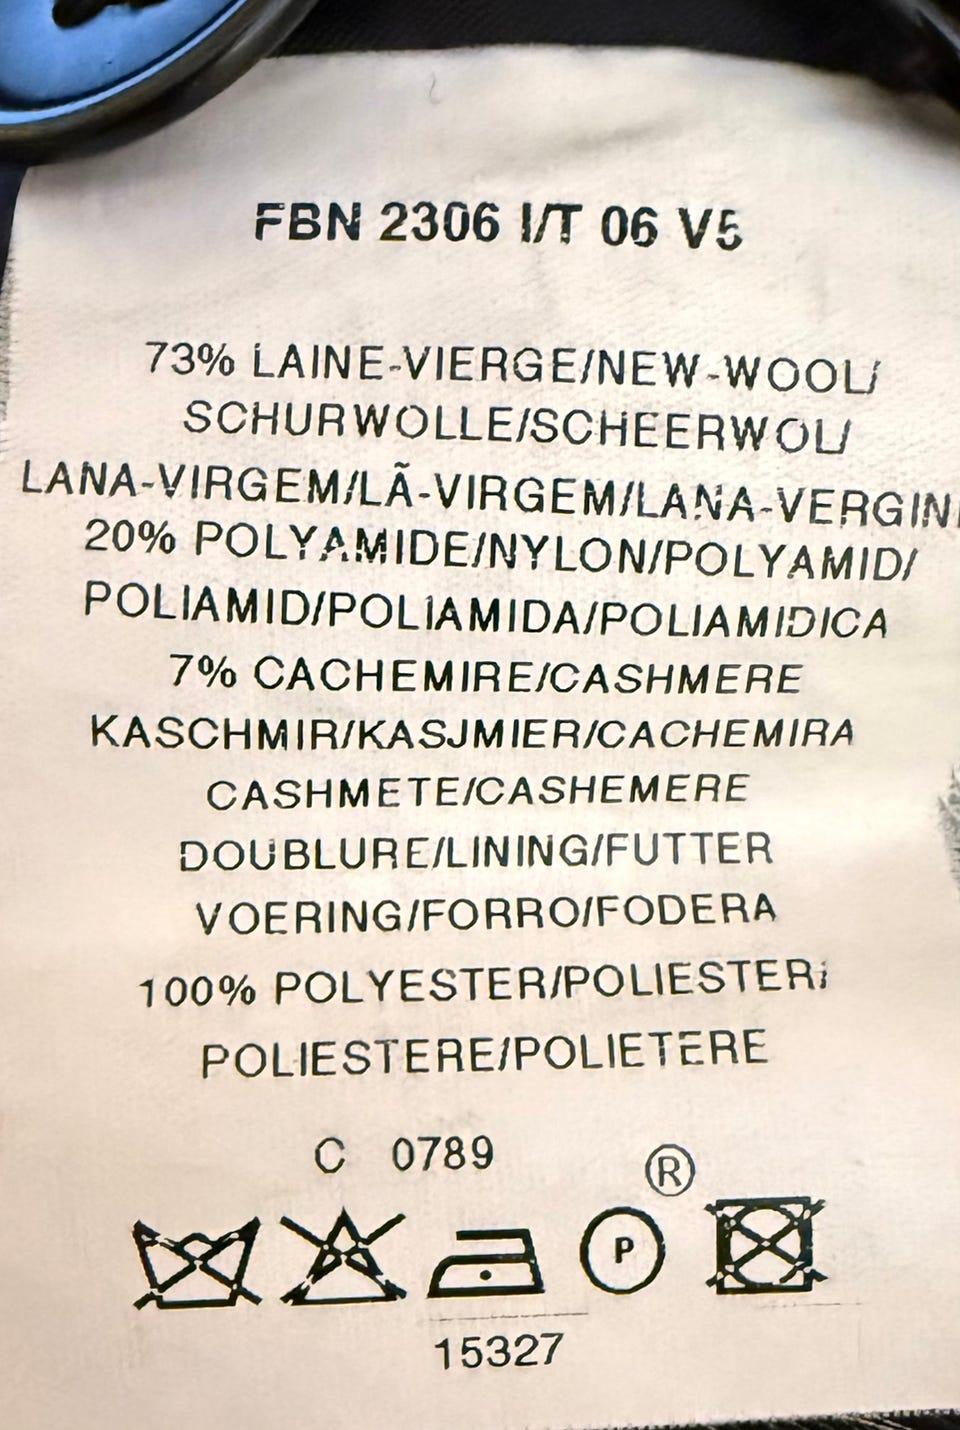 FBN 2306 I/T 06 V5
73% LAINE-VIERGE/NEW-WOOL/
SCHURWOLLE/SCHEERWOL/
LANA-VIRGEM/LÃ-VIRGEM/LANA-VERGIN
20% POLYAMIDE/NYLON/POLYAMID/
POLIAMID/POLIAMIDA/POLIAMIDICA
7% CACHEMIRE/CASHMERE
KASCHMIR/KASJMIER/CACHEMIRA
CASHMETE/CASHEMERE
DOUBLURE/LINING/FUTTER
VOERING/FORRO/FODERA
100% POLYESTER/POLIESTER/
POLIESTERE/POLIETERE
C 0789
®
P
15327